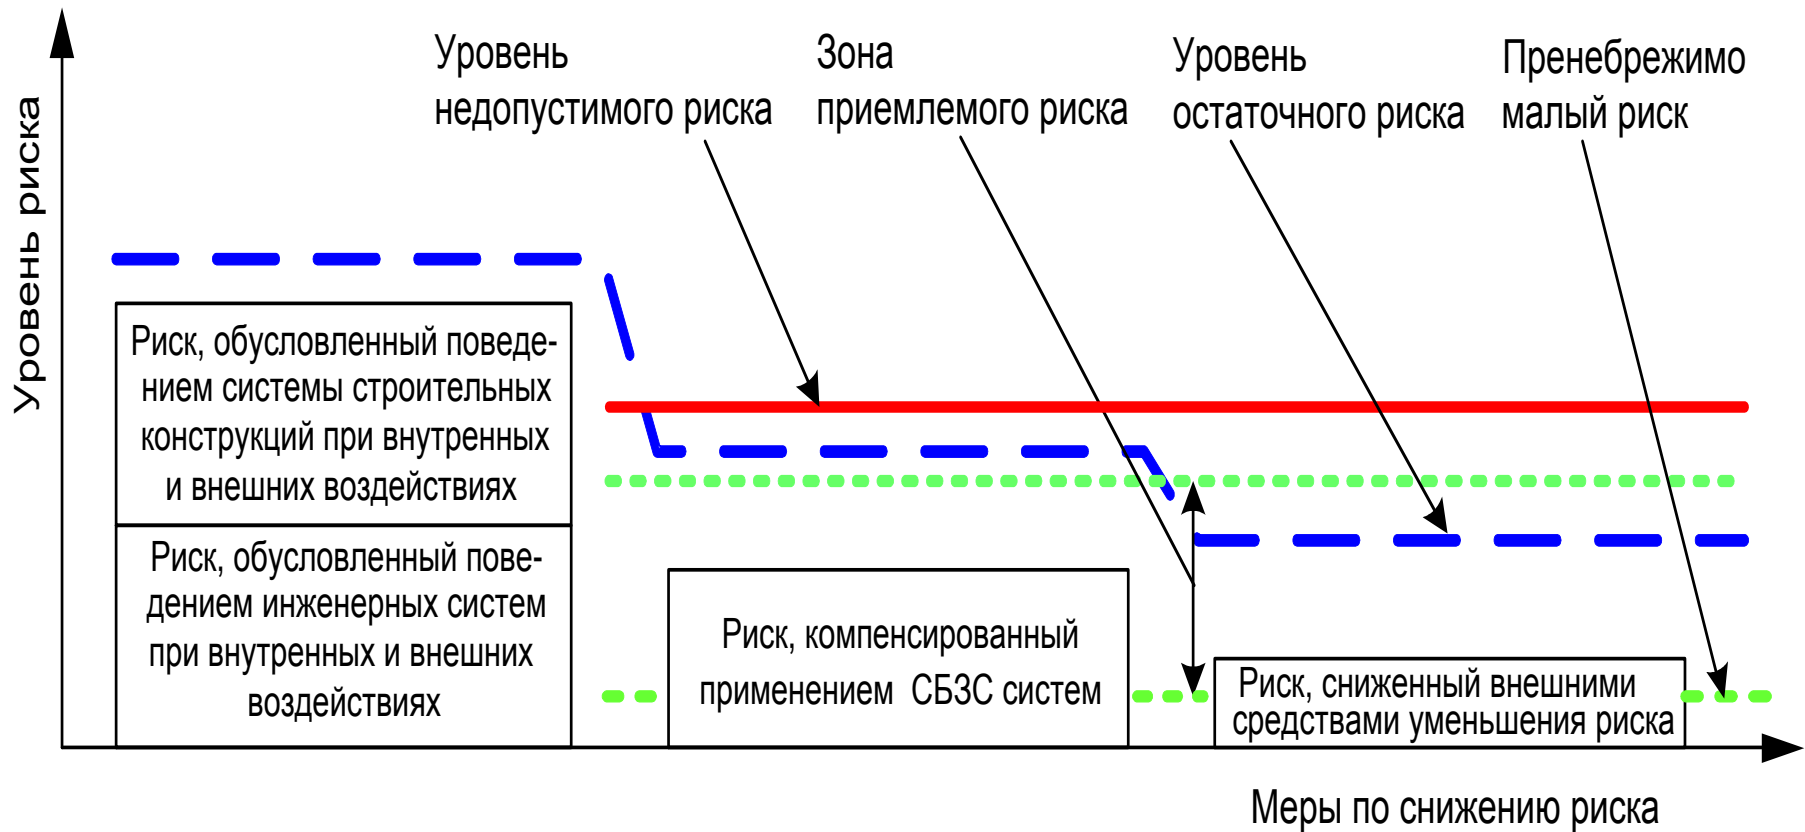 Уровень
недопустимого риска
Зона
приемлемого риска
Уровень
остаточного риска
Пренебрежимо
малый риск
Уровень риска
Риск, обусловленный поведе-
нием системы строительных
конструкций при внутренных
и внешних воздействиях
Риск, обусловленный пове-
дением инженерных систем
при внутренных и внешних
воздействиях
Риск, компенсированный
применением СБЗС систем
Риск, сниженный внешними
средствами уменьшения риска
Меры по снижению риска